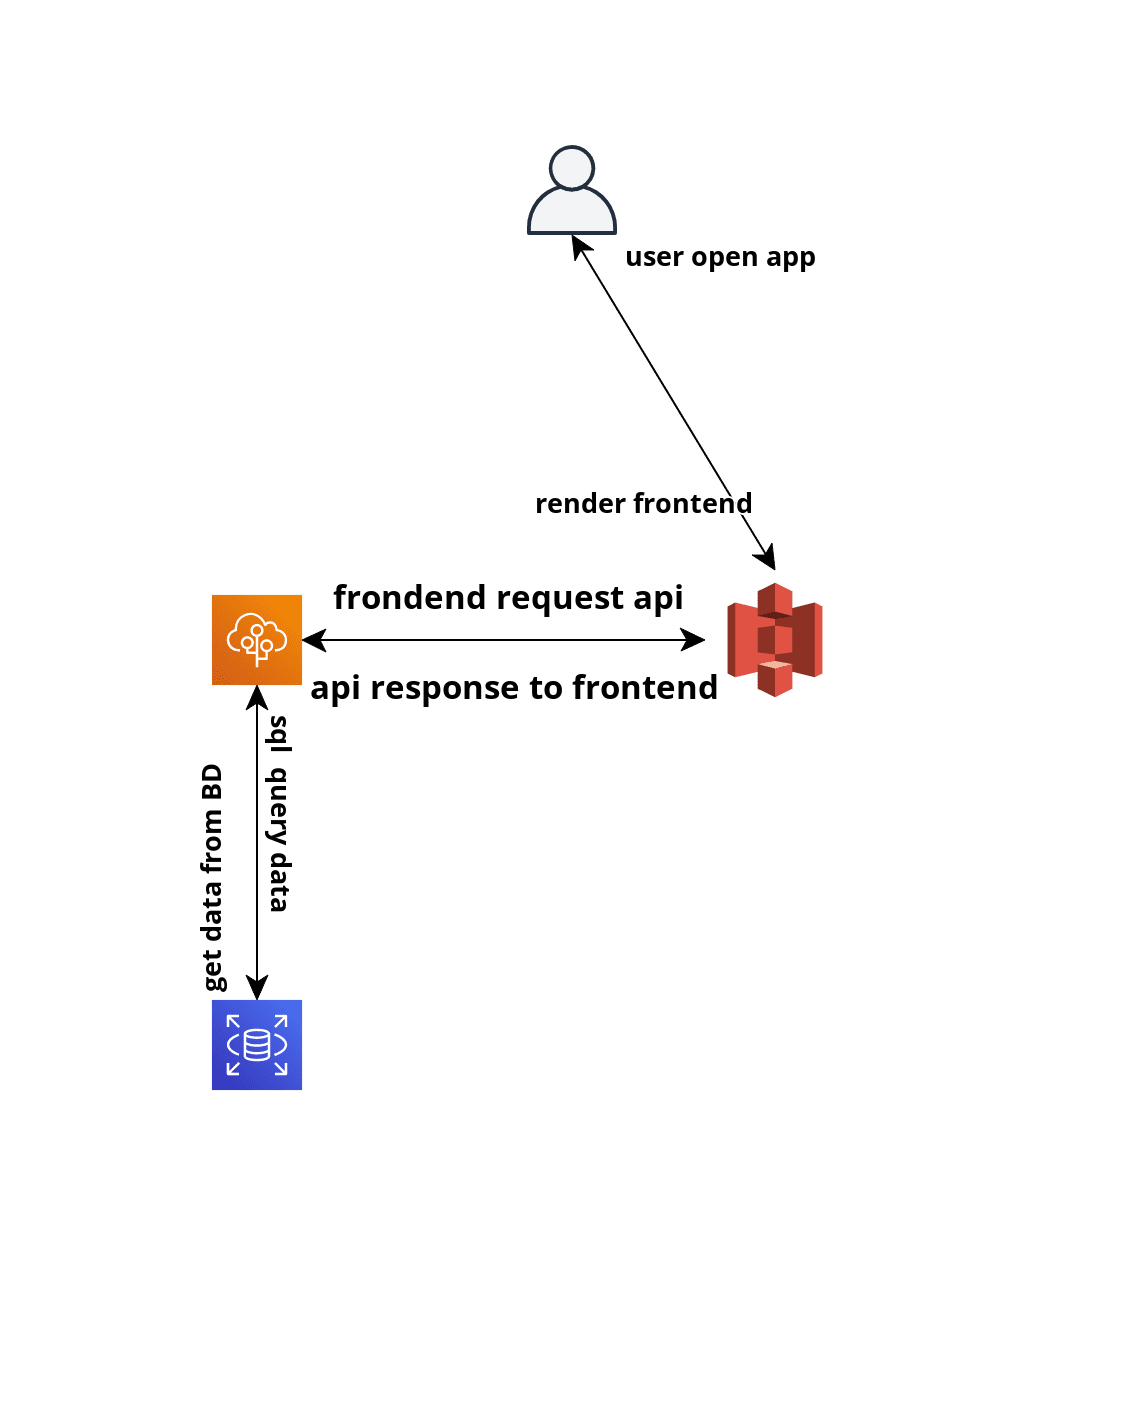 user open app
render frontend
frondend request api
api response to frontend
sql query data
get data from BD